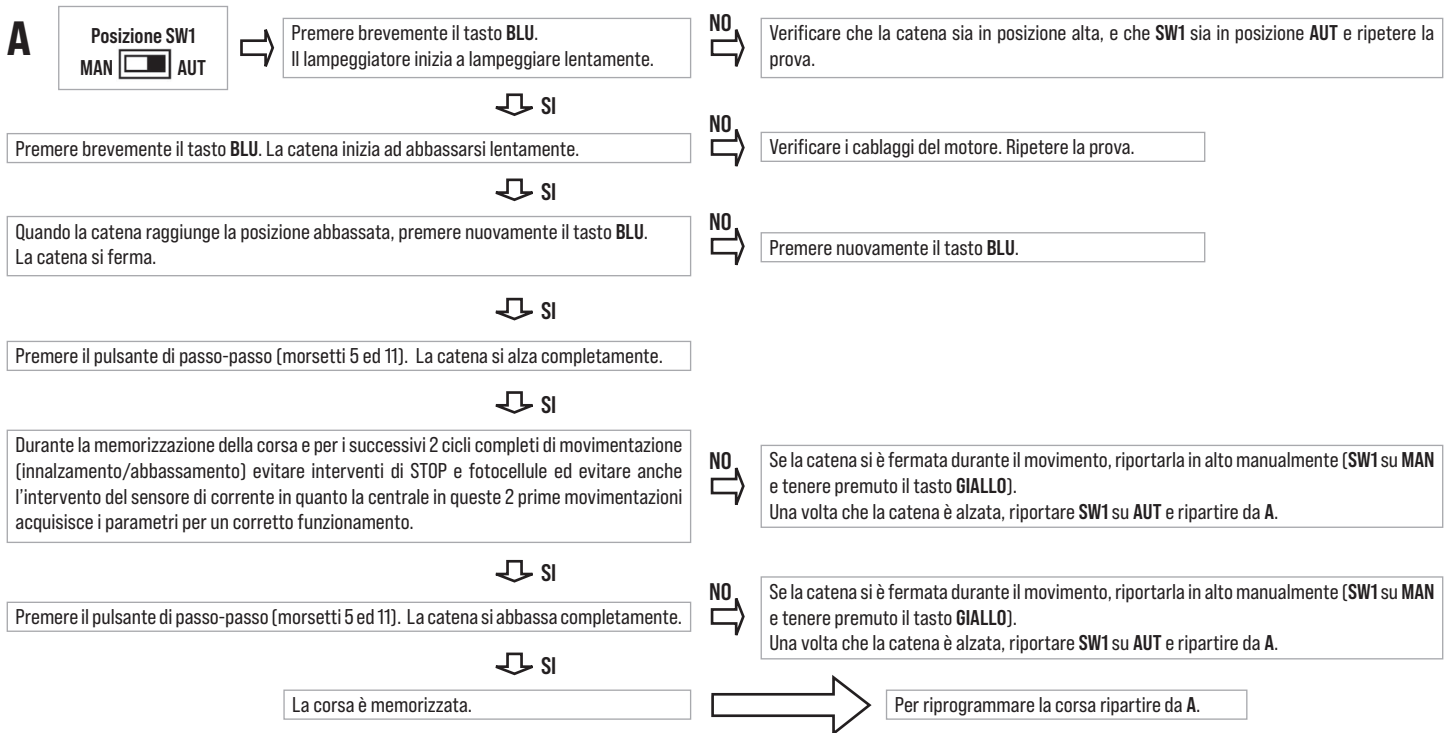 A
Posizione SW1
MAN AUT
Premere brevemente il tasto BLU.
Il lampeggiatore inizia a lampeggiare lentamente.
NO
Verificare che la catena sia in posizione alta, e che SW1 sia in posizione AUT e ripetere la
prova.
SI
Premere brevemente il tasto BLU. La catena inizia ad abbassarsi lentamente.
NO
Verificare i cablaggi del motore. Ripetere la prova.
SI
Quando la catena raggiunge la posizione abbassata, premere nuovamente il tasto BLU.
La catena si ferma.
NO
Premere nuovamente il tasto BLU.
SI
Premere il pulsante di passo-passo (morsetti 5 ed 11). La catena si alza completamente.
SI
Durante la memorizzazione della corsa e per i successivi 2 cicli completi di movimentazione
(innalzamento/abbassamento) evitare interventi di STOP e fotocellule ed evitare anche
l'intervento del sensore di corrente in quanto la centrale in queste 2 prime movimentazioni
acquisisce i parametri per un corretto funzionamento.
NO
Se la catena si è fermata durante il movimento, riportarla in alto manualmente (SW1 su MAN
e tenere premuto il tasto GIALLO).
Una volta che la catena è alzata, riportare SW1 su AUT e ripartire da A.
SI
Premere il pulsante di passo-passo (morsetti 5 ed 11). La catena si abbassa completamente.
NO
Se la catena si è fermata durante il movimento, riportarla in alto manualmente (SW1 su MAN
e tenere premuto il tasto GIALLO).
Una volta che la catena è alzata, riportare SW1 su AUT e ripartire da A.
SI
La corsa è memorizzata.
Per riprogrammare la corsa ripartire da A.